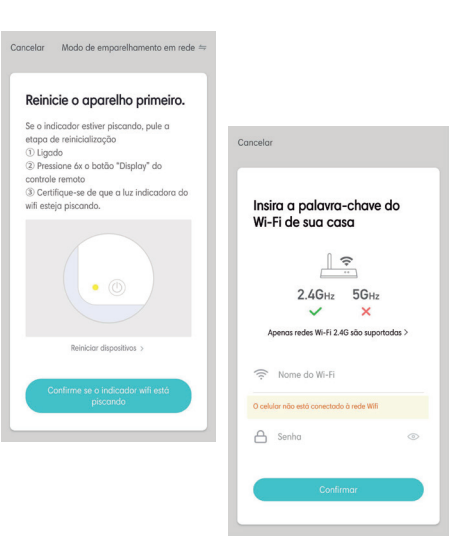 Cancelar Modo de emparelhamento em rede
Reinicie o aparelho primeiro.
Se o indicador estiver piscando, pule a
etapa de reinicialização
① Ligado
② Pressione 6x o botão "Display" do
controle remoto
③ Certifique-se de que a luz indicadora do
wifi esteja piscando.
Reiniciar dispositivos >
Confirme se o indicador wifi está
piscando
Cancelar
Insira a palavra-chave do
Wi-Fi de sua casa
2.4GHz 5GHz
Apenas redes Wi-Fi 2.4G são suportadas >
Nome do Wi-Fi
O celular não está conectado à rede Wifi
Senha
Confirmar